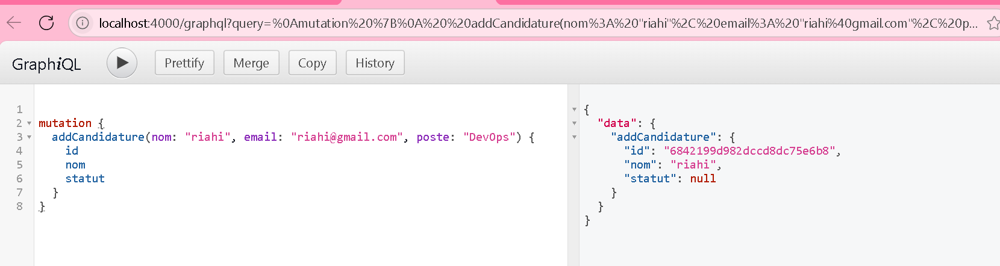 localhost:4000/graphql?query=%0Amutation%20%7B%0A%20%20addCandidature(nom%3A%20"riahi"%2C%20email%3A%20"riahi%40gmail.com"%2C%20p...
GraphiQL Prettify Merge Copy History
1
2 mutation {
3 addCandidature(nom: "riahi", email: "riahi@gmail.com", poste: "DevOps") {
4 id
5 nom
6 statut
7 }
8 }
{
"data": {
"addCandidature": {
"id": "6842199d982dccd8dc75e6b8",
"nom": "riahi",
"statut": null
}
}
}